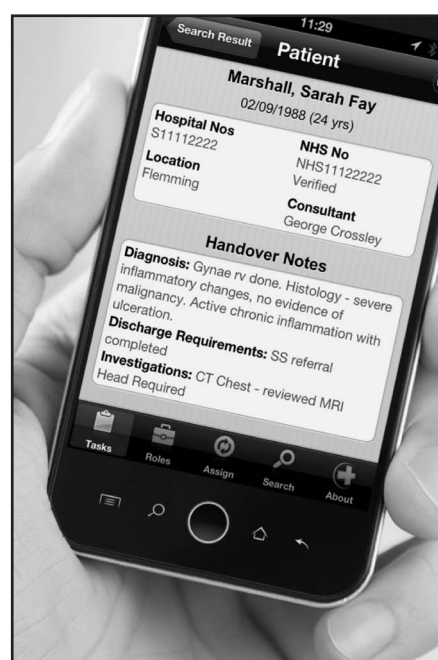 11:29
Search Result
Patient
Marshall, Sarah Fay
02/09/1988 (24 yrs)
Hospital Nos
S11112222
NHS No
NHS11122222
Verified
Location
Flemming
Consultant
George Crossley
Handover Notes
Diagnosis: Gynae rv done. Histology - severe
inflammatory changes, no evidence of
malignancy. Active chronic inflammation with
ulceration.
Discharge Requirements: SS referral
completed
Investigations: CT Chest - reviewed MRI
Head Required
Tasks
Roles
Assign
Search
About